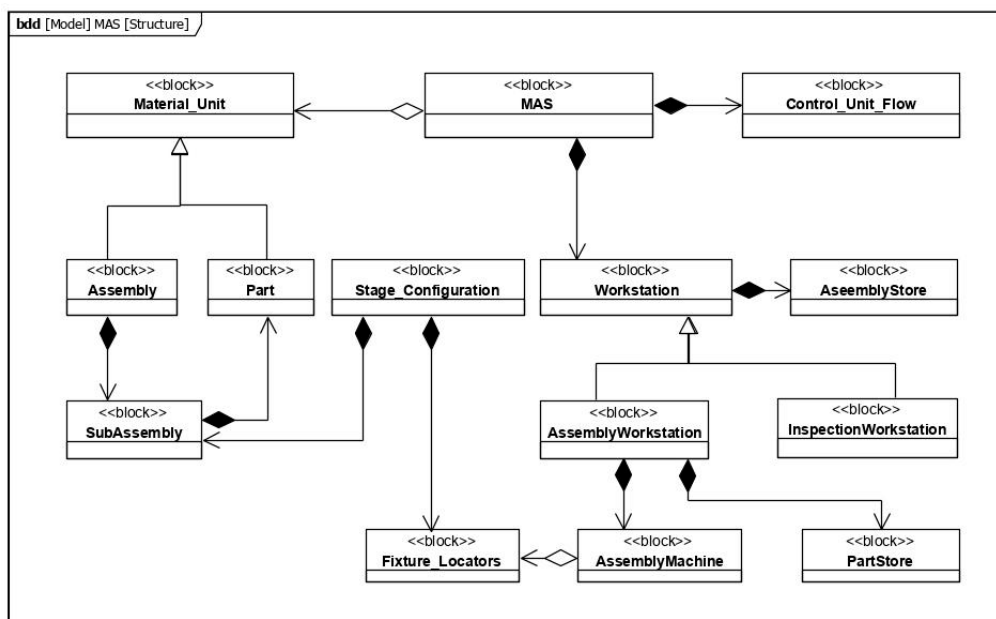 bdd [Model] MAS [Structure]
<<block>>
Material_Unit
<<block>>
MAS
<<block>>
Control_Unit_Flow
<<block>>
Assembly
<<block>>
Part
<<block>>
Stage_Configuration
<<block>>
Workstation
<<block>>
AseemblyStore
<<block>>
SubAssembly
<<block>>
AssemblyWorkstation
<<block>>
InspectionWorkstation
<<block>>
Fixture_Locators
<<block>>
AssemblyMachine
<<block>>
PartStore